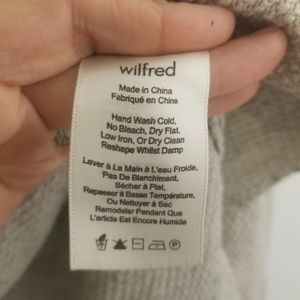 wilfred
Made in China
Fabriqué en Chine
Hand Wash Cold,
No Bleach, Dry Flat,
Low Iron, Or Dry Clean
Reshape Whilst Damp
Laver à La Main à L'eau Froide,
Pas De Blanchiment,
Sécher à Plat,
Repasser à Basse Température,
Ou Nettoyer à Sec
Remodeler Pendant Que
L'article Est Encore Humide
P